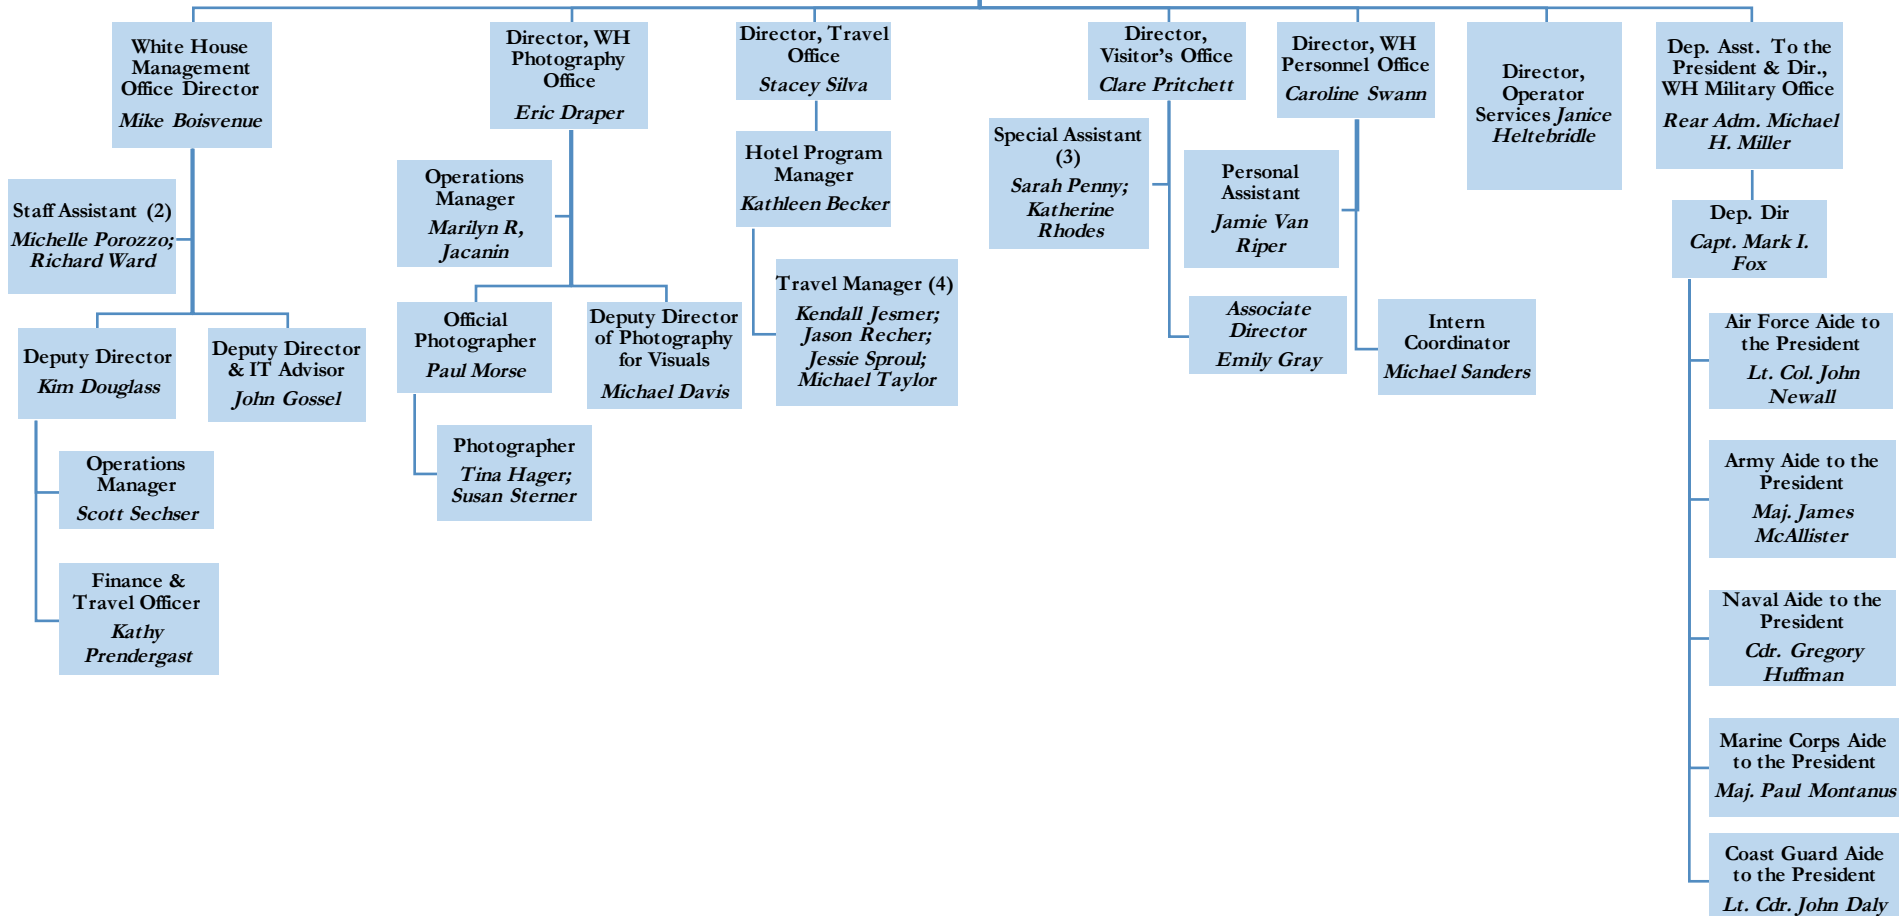 White House
Management
Office Director
Mike Boisvenue
Staff Assistant (2)
Michelle Porozzo;
Richard Ward
Deputy Director
Kim Douglass
Deputy Director
& IT Advisor
John Gossel
Operations
Manager
Scott Sechser
Finance &
Travel Officer
Kathy
Prendergast
Director, WH
Photography
Office
Eric Draper
Operations
Manager
Marilyn R,
Jacanin
Official
Photographer
Paul Morse
Deputy Director
of Photography
for Visuals
Michael Davis
Photographer
Tina Hager;
Susan Sterner
Director, Travel
Office
Stacey Silva
Hotel Program
Manager
Kathleen Becker
Travel Manager (4)
Kendall Jesmer;
Jason Recher;
Jessie Sproul;
Michael Taylor
Director,
Visitor's Office
Clare Pritchett
Special Assistant
(3)
Sarah Penny;
Katherine
Rhodes
Associate
Director
Emily Gray
Director, WH
Personnel Office
Caroline Swann
Personal
Assistant
Jamie Van
Riper
Intern
Coordinator
Michael Sanders
Director,
Operator
Services Janice
Heltebridle
Dep. Asst. To the
President & Dir.,
WH Military Office
Rear Adm. Michael
H. Miller
Dep. Dir
Capt. Mark I.
Fox
Air Force Aide to
the President
Lt. Col. John
Newall
Army Aide to the
President
Maj. James
McAllister
Naval Aide to the
President
Cdr. Gregory
Huffman
Marine Corps Aide
to the President
Maj. Paul Montanus
Coast Guard Aide
to the President
Lt. Cdr. John Daly